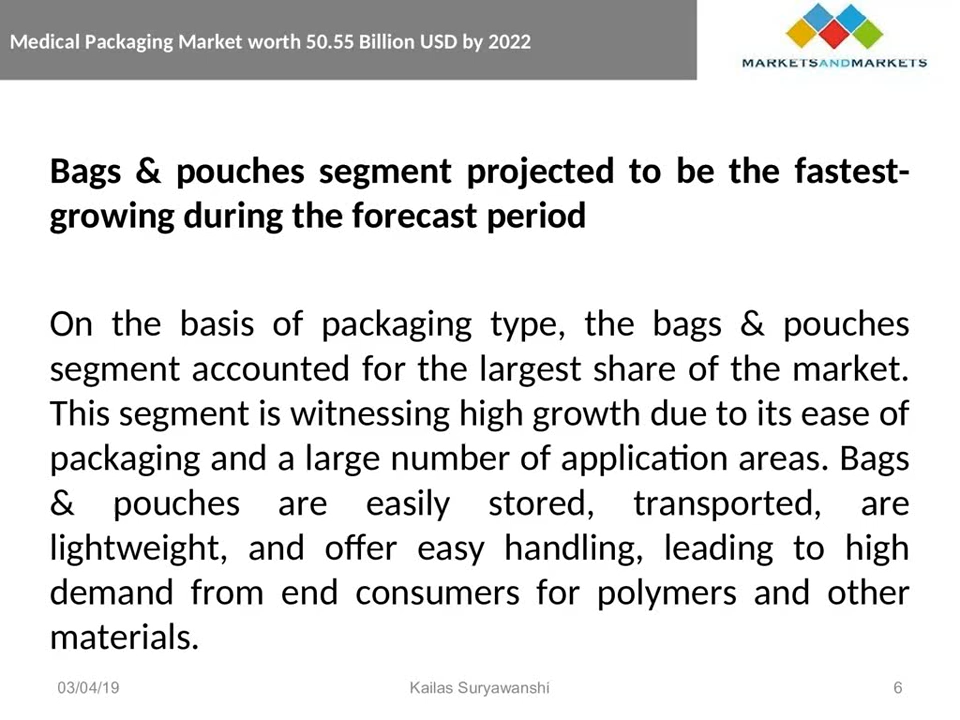 Medical Packaging Market worth 50.55 Billion USD by 2022
MARKETSANDMARKETS
Bags & pouches segment projected to be the fastest-
growing during the forecast period
On the basis of packaging type, the bags & pouches
segment accounted for the largest share of the market.
This segment is witnessing high growth due to its ease of
packaging and a large number of application areas. Bags
& pouches are easily stored, transported, are
lightweight, and offer easy handling, leading to high
demand from end consumers for polymers and other
materials.
03/04/19
Kailas Suryawanshi
6